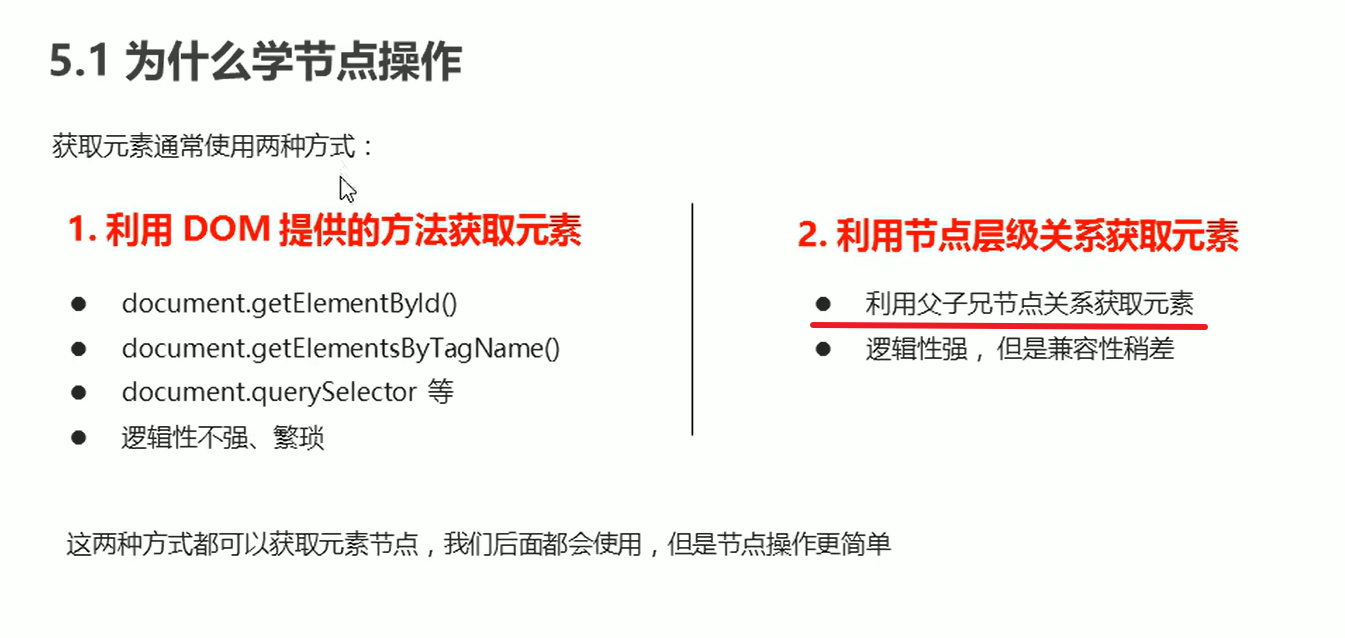 5.1 为什么学节点操作
获取元素通常使用两种方式：
1. 利用 DOM 提供的方法获取元素
● document.getElementById()
● document.getElementsByTagName()
● document.querySelector 等
● 逻辑性不强、繁琐
2. 利用节点层级关系获取元素
● 利用父子兄节点关系获取元素
● 逻辑性强，但是兼容性稍差
这两种方式都可以获取元素节点，我们后面都会使用，但是节点操作更简单